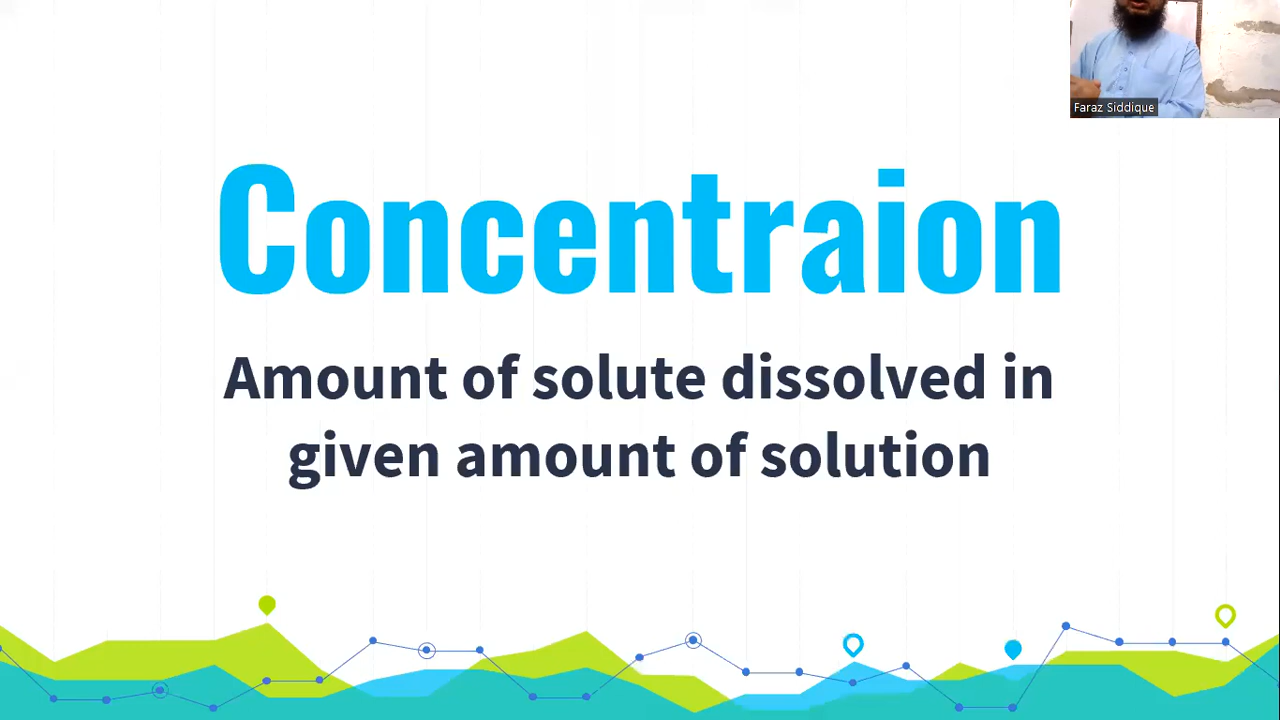 Faraz Siddique
Concentraion
Amount of solute dissolved in
given amount of solution